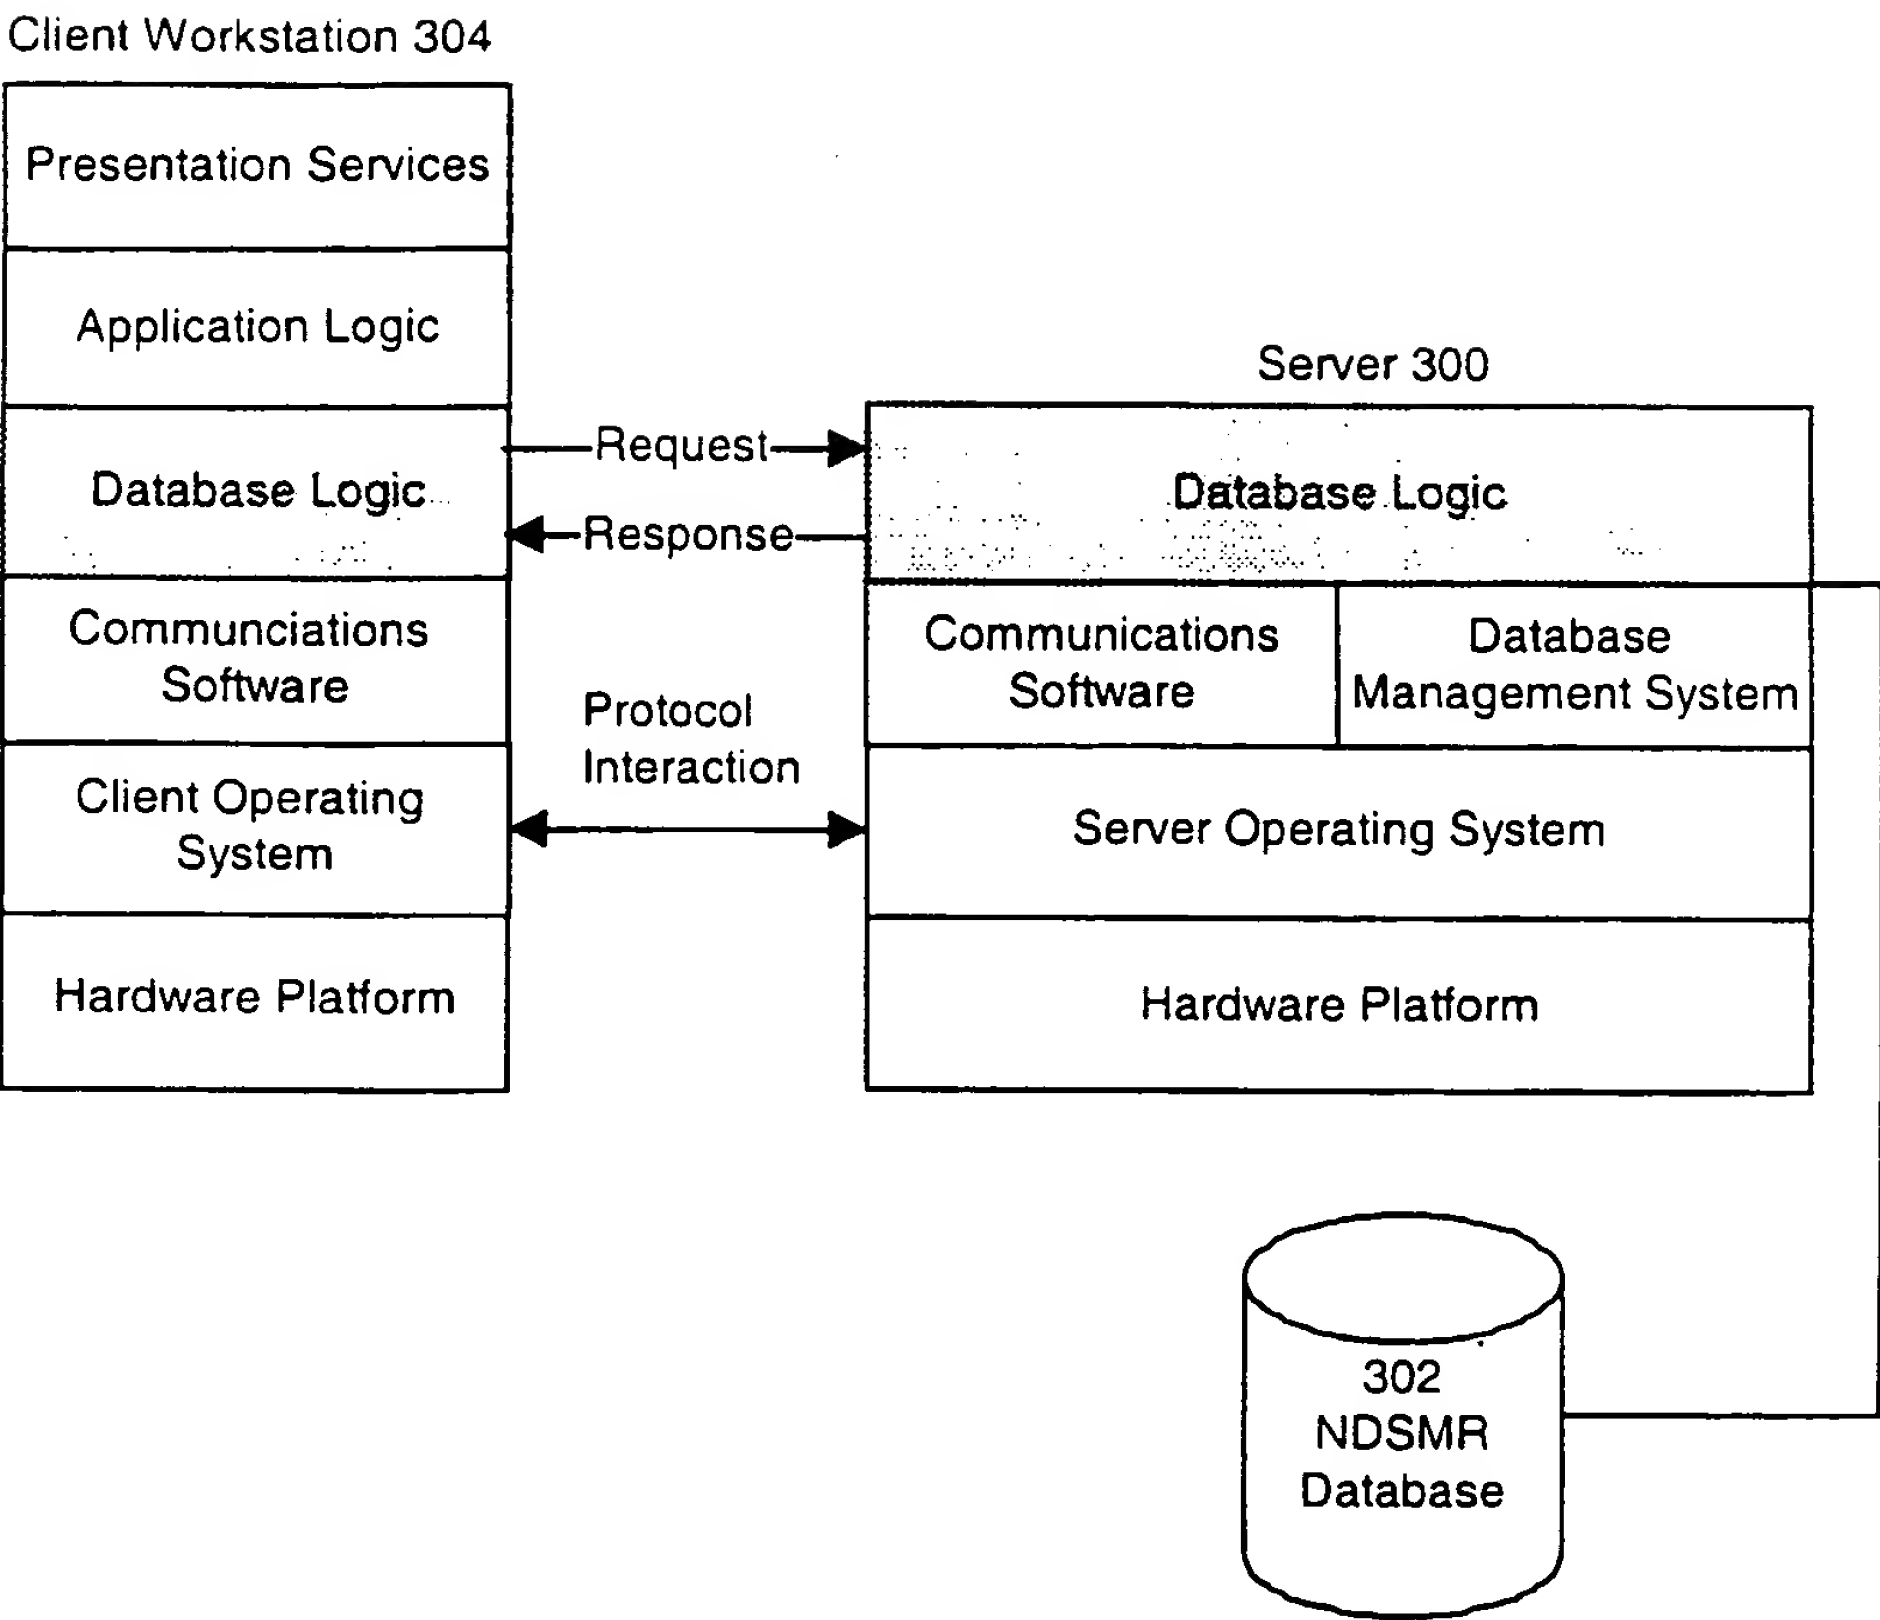 Client Workstation 304
Presentation Services
Application Logic
Database Logic
Communciations
Software
Client Operating
System
Hardware Platform
Request
Response
Protocol
Interaction
Server 300
Database Logic
Communications
Software
Database
Management System
Server Operating System
Hardware Platform
302
NDSMR
Database